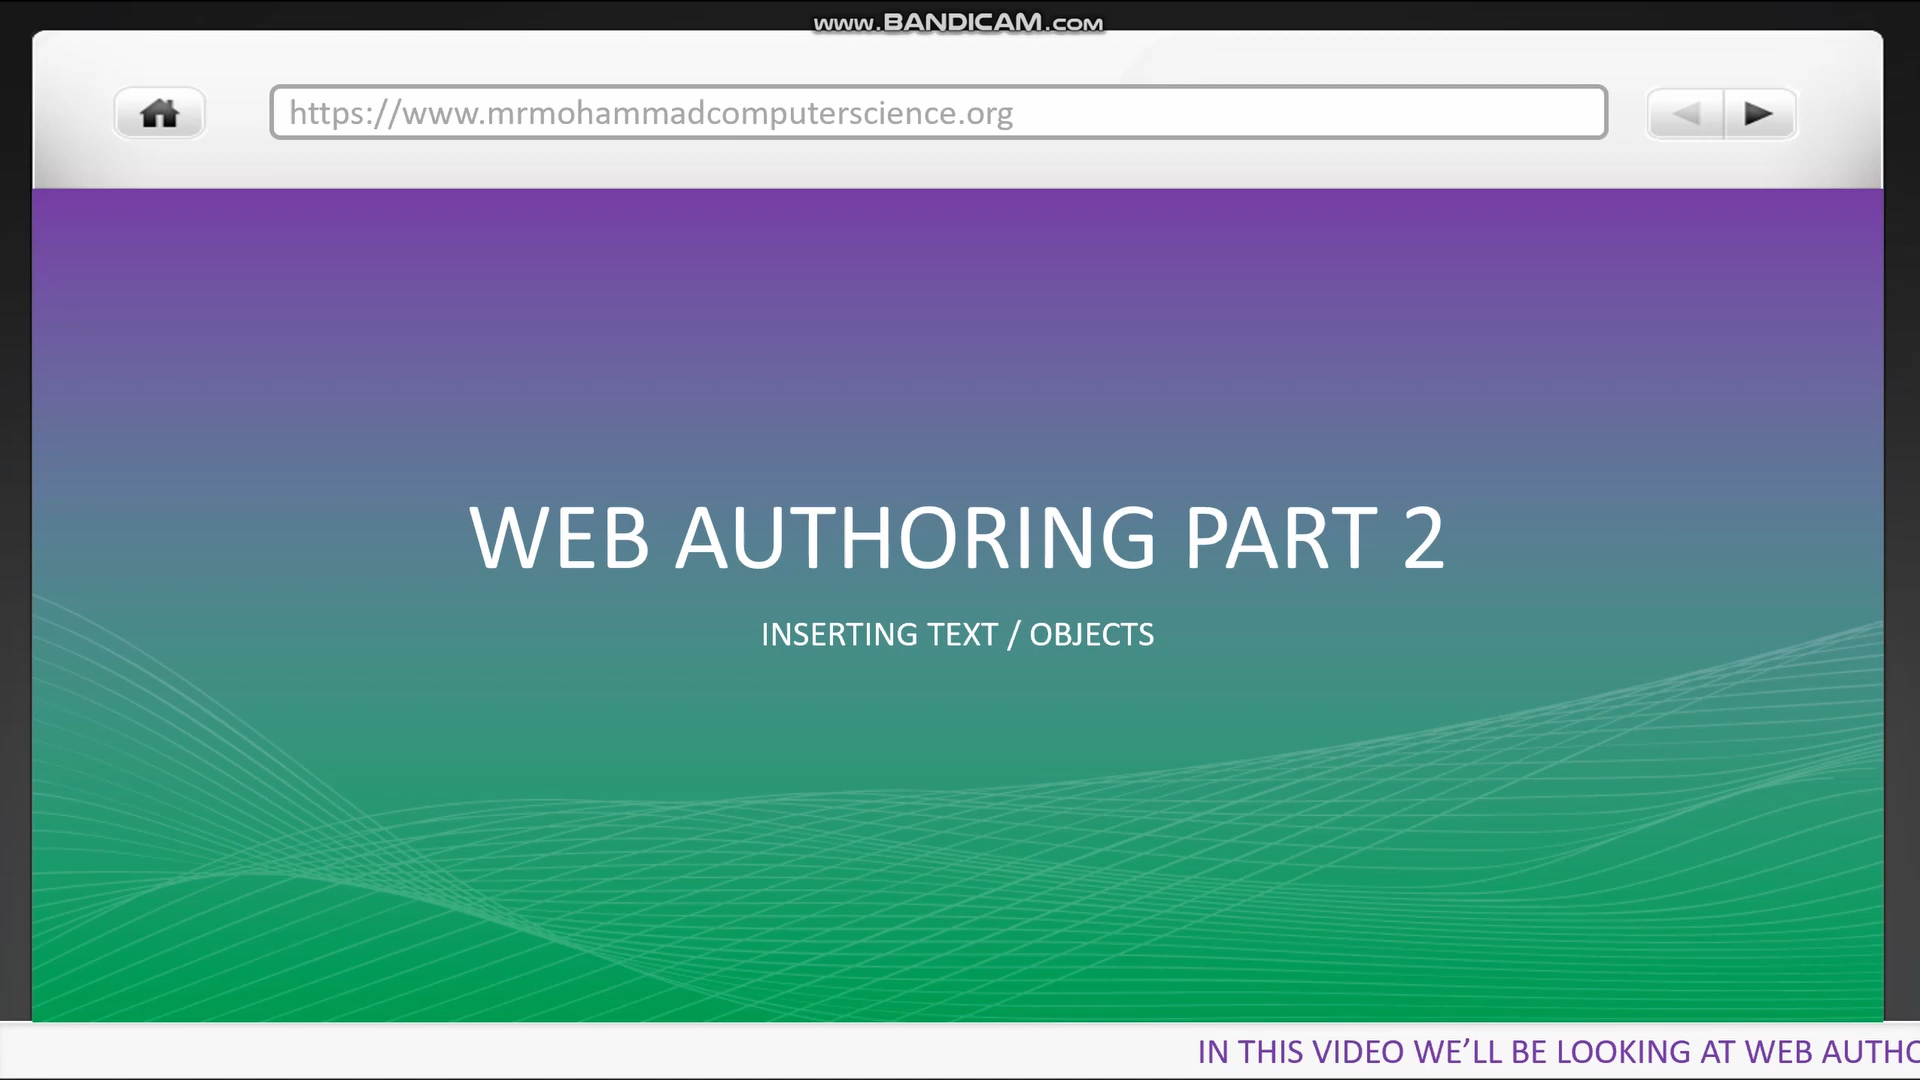 www.BANDICAM.com
https://www.mrmohammadcomputerscience.org
WEB AUTHORING PART 2
INSERTING TEXT / OBJECTS
IN THIS VIDEO WE’LL BE LOOKING AT WEB AUTHO